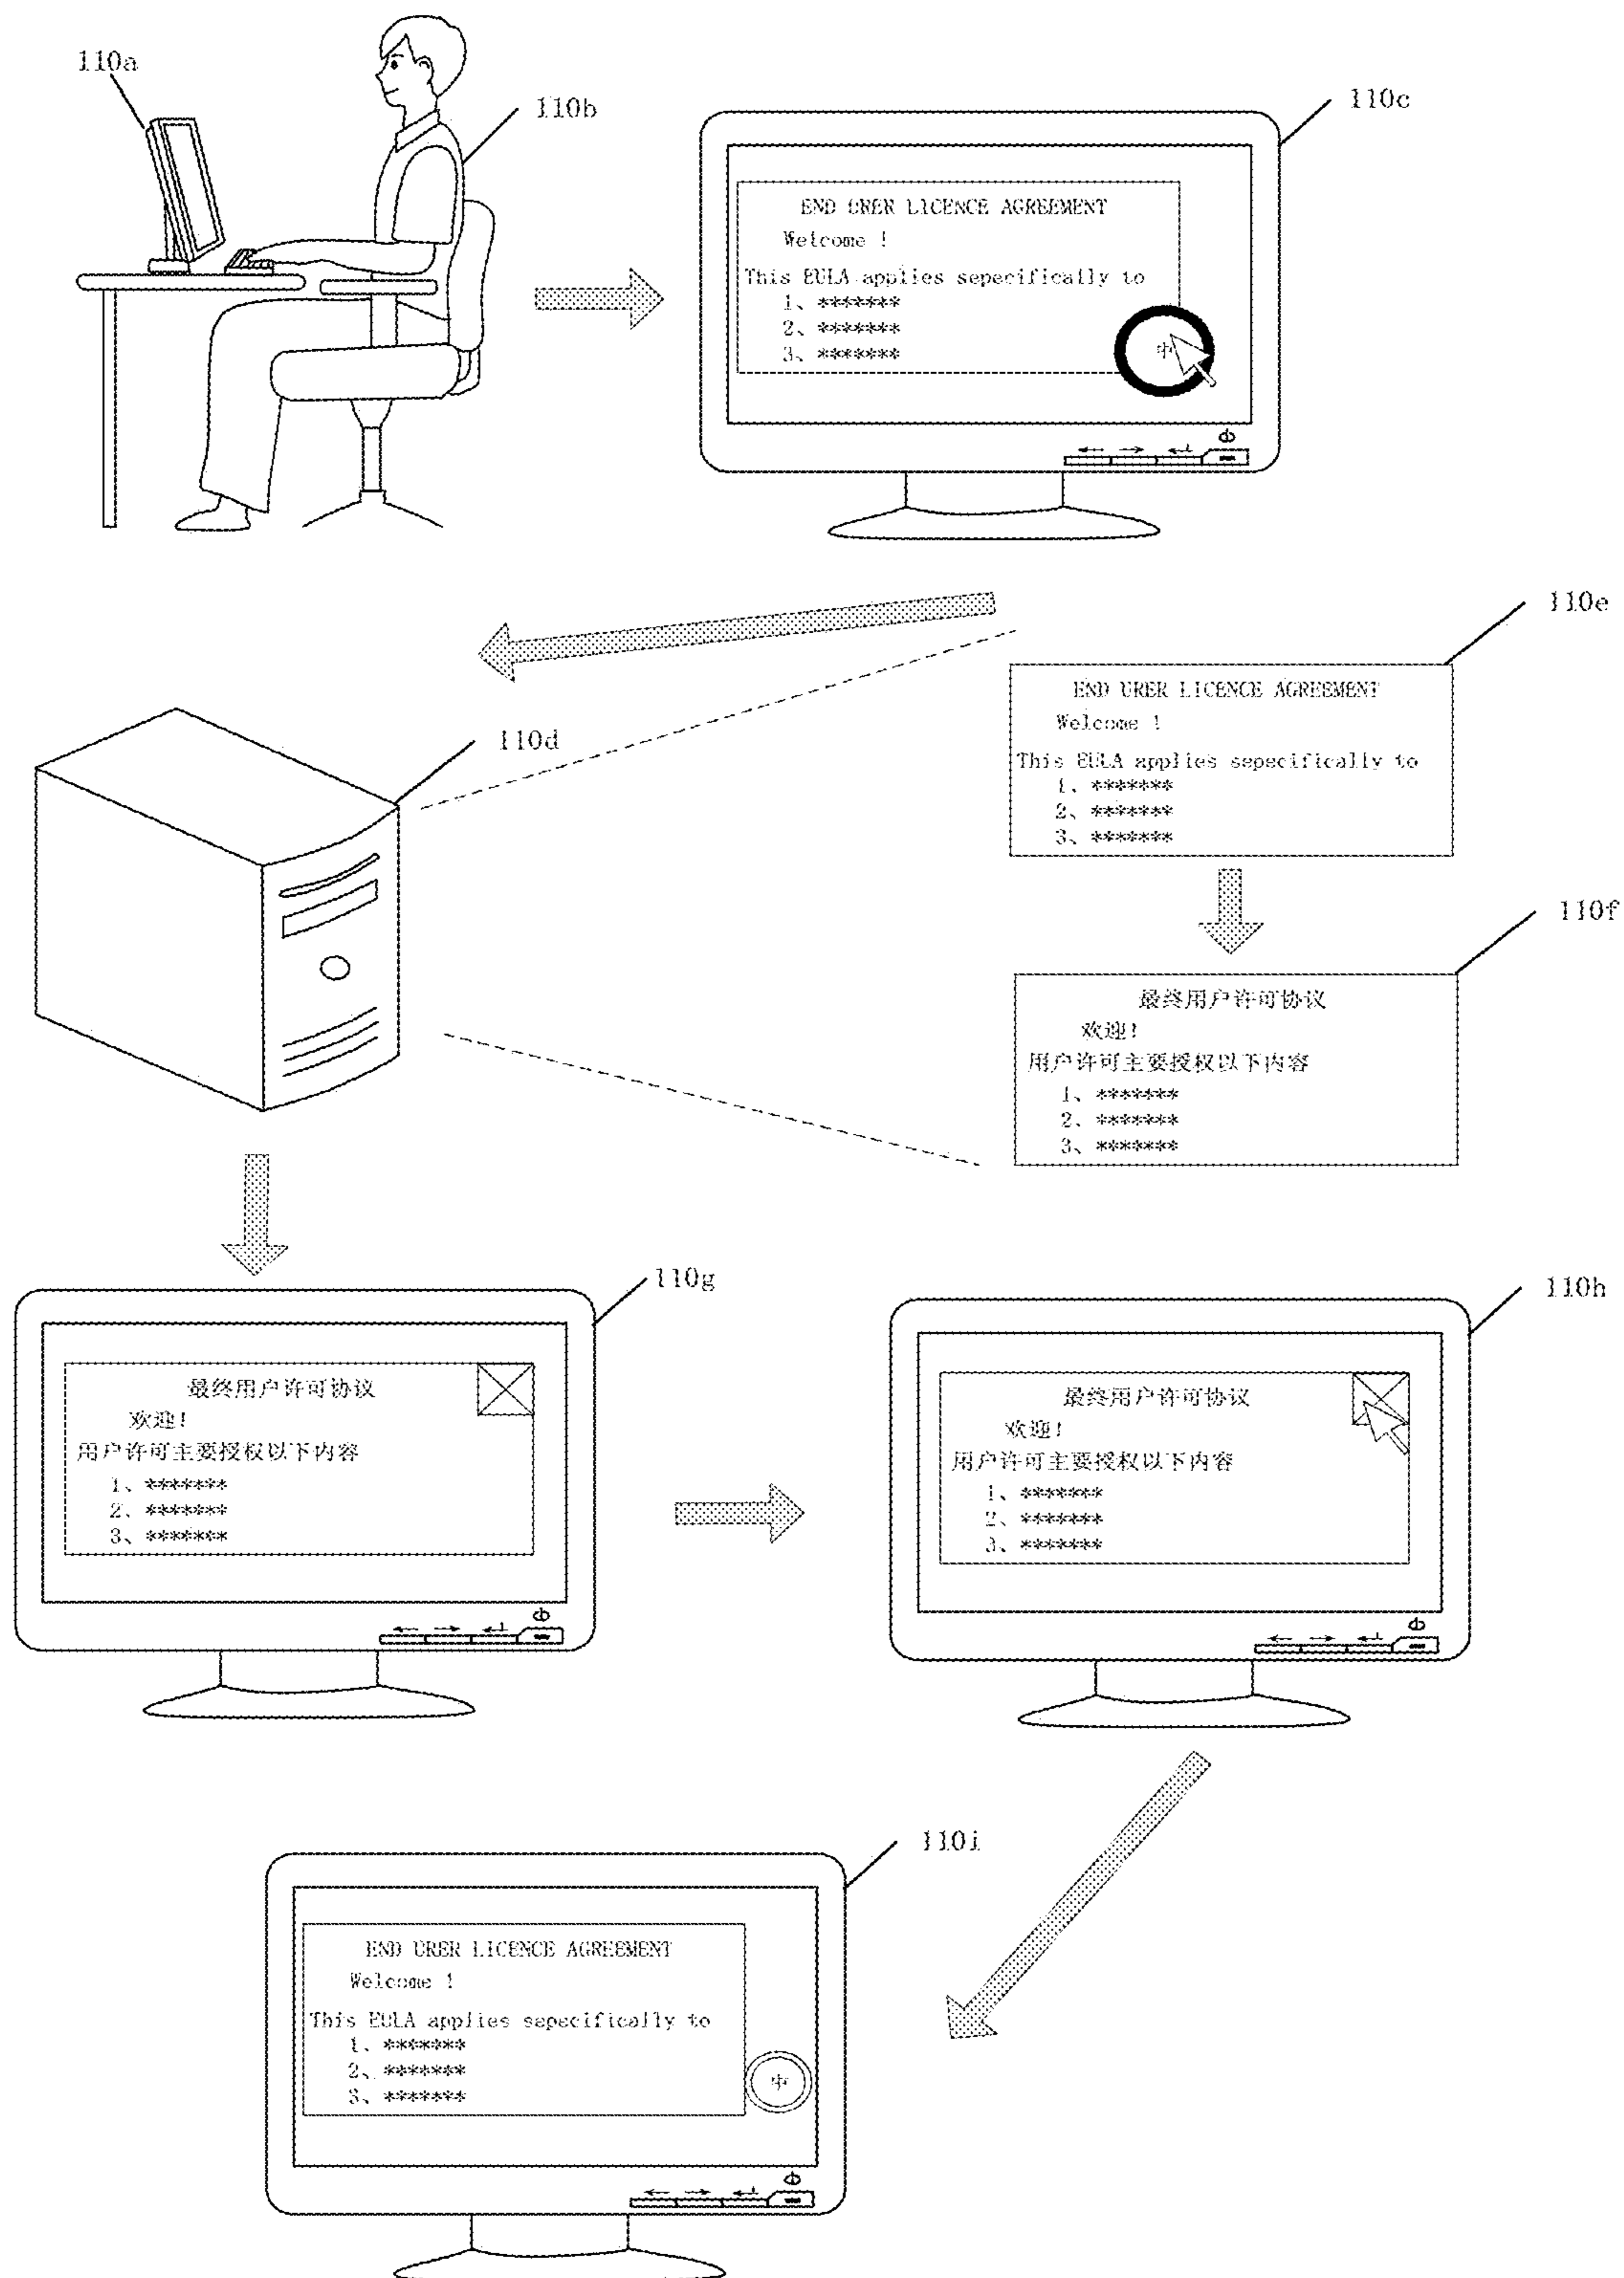 110a
110b
110c
END URER LICENCE AGREEMENT
Welcome !
This EULA applies sepecifically to
1、*******
2、*******
3、*******
中
110d
110e
END URER LICENCE AGREEMENT
Welcome !
This EULA applies sepecifically to
1、*******
2、*******
3、*******
110f
最终用户许可协议
欢迎!
用户许可主要授权以下内容
1、*******
2、*******
3、*******
110g
最终用户许可协议
欢迎!
用户许可主要授权以下内容
1、*******
2、*******
3、*******
110h
最终用户许可协议
欢迎!
用户许可主要授权以下内容
1、*******
2、*******
3、*******
110i
END URER LICENCE AGREEMENT
Welcome !
This EULA applies sepecifically to
1、*******
2、*******
3、*******
中